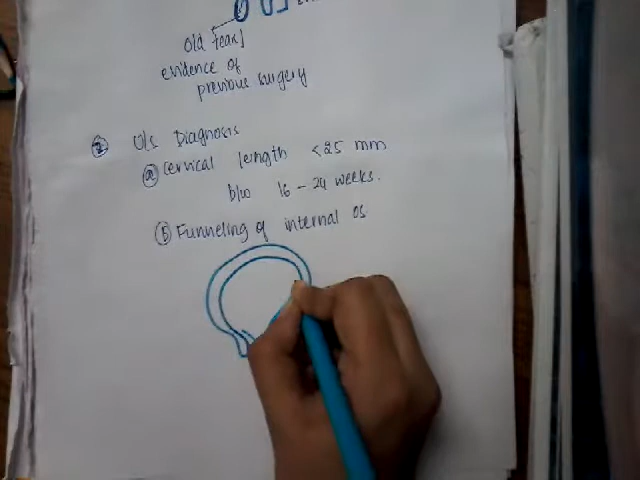 old tear]
evidence of
previous surgery
② U/s Diagnosis
ⓐ Cervical length <25 mm
b/w 16 - 24 weeks.
ⓑ Funneling of internal os